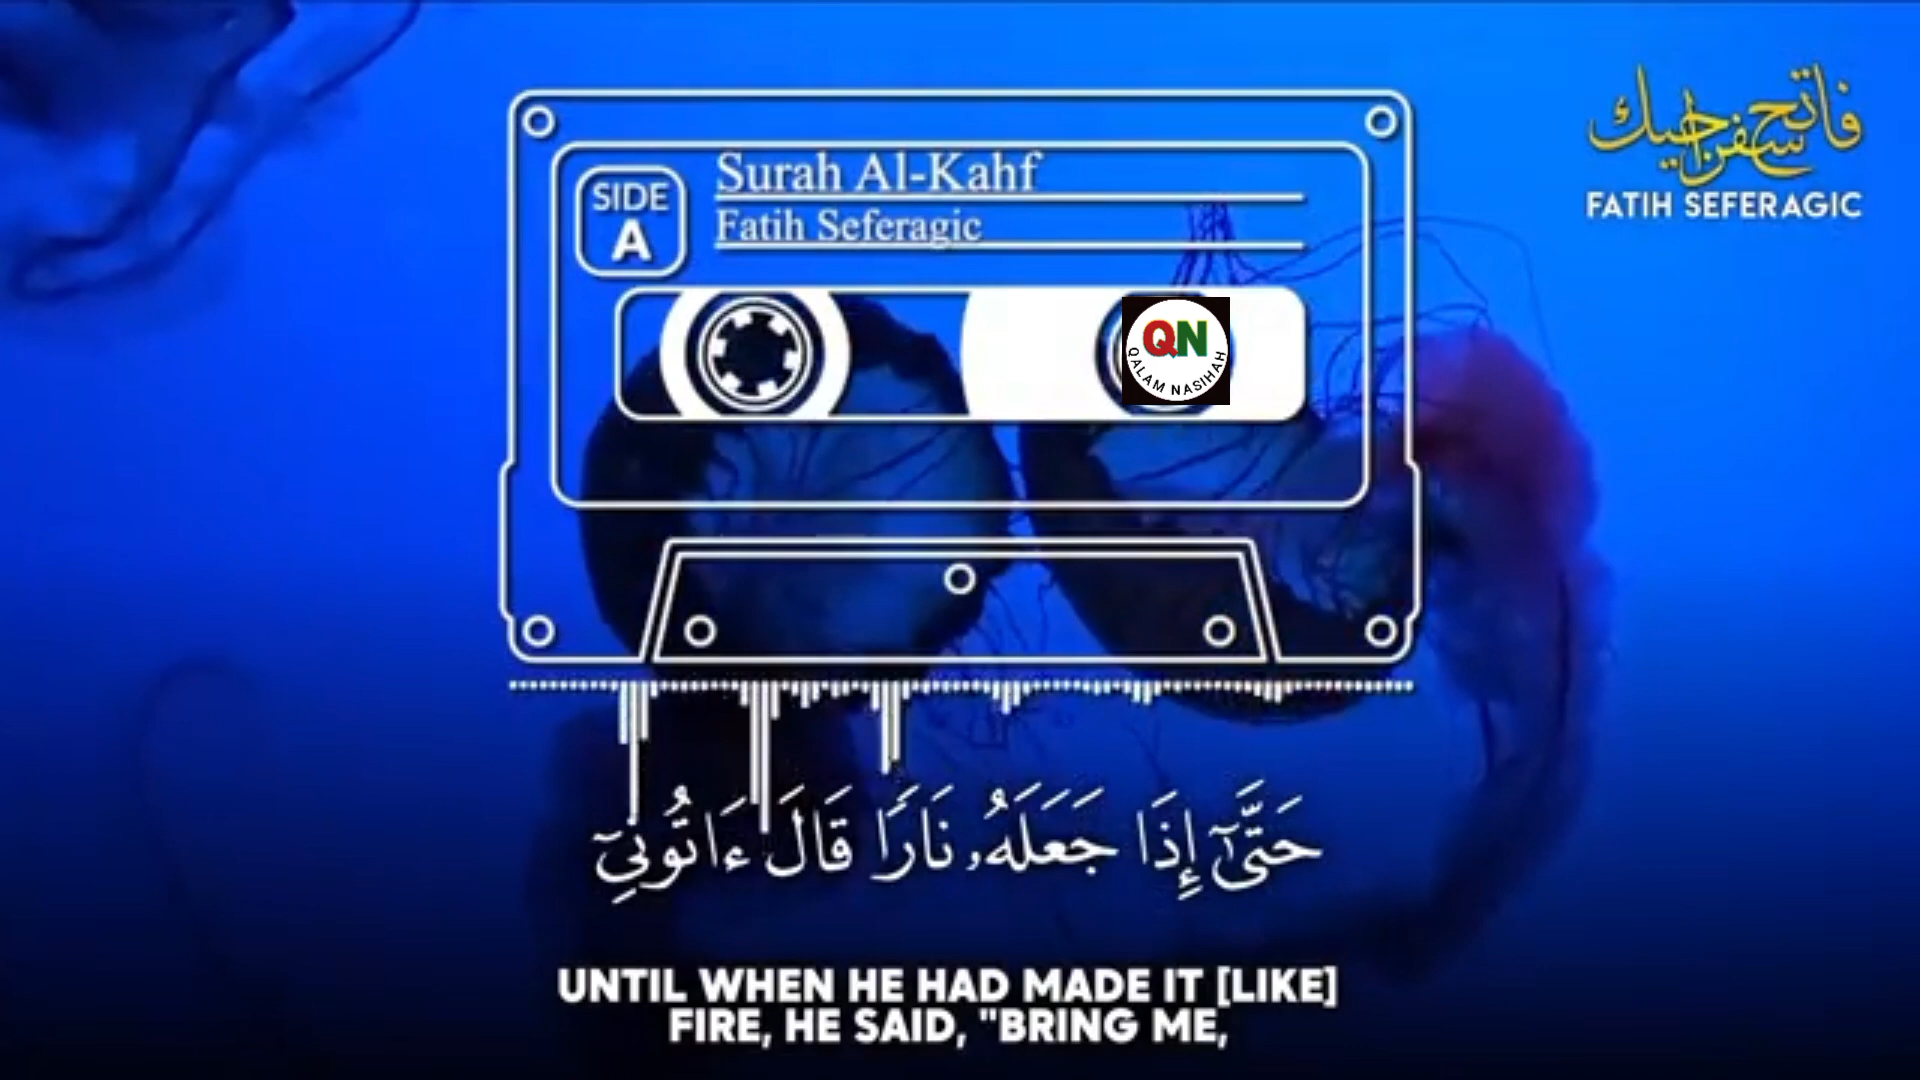 فاتح سفراجيك
FATIH SEFERAGIC
SIDE
A
Surah Al-Kahf
Fatih Seferagic
QN
QALAM NASIHAH
حَتَّىٰٓ إِذَا جَعَلَهُۥ نَارًا قَالَ ءَاتُونِىٓ
UNTIL WHEN HE HAD MADE IT [LIKE]
FIRE, HE SAID, "BRING ME,